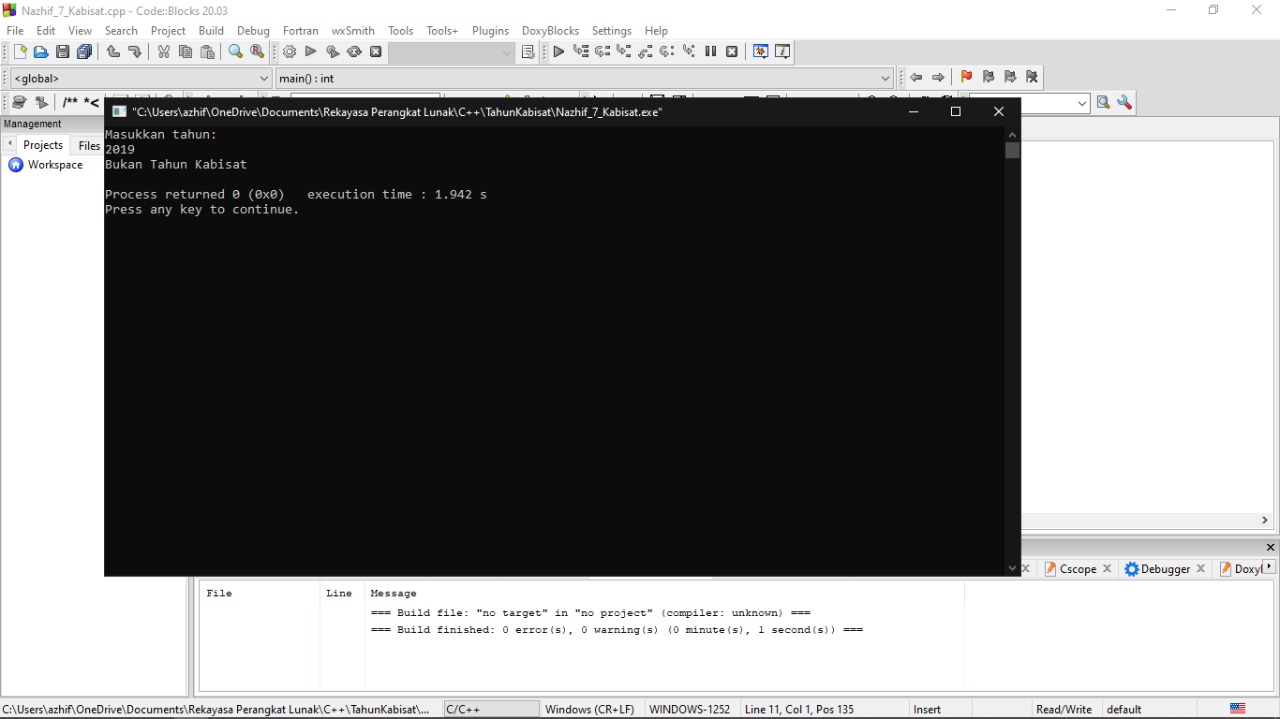 Nazhif_7_Kabisat.cpp - Code::Blocks 20.03
File Edit View Search Project Build Debug Fortran wxSmith Tools Tools+ Plugins DoxyBlocks Settings Help
<global> main() : int
/** *<
"C:\Users\azhif\OneDrive\Documents\Rekayasa Perangkat Lunak\C++\TahunKabisat\Nazhif_7_Kabisat.exe"
Management
Projects Files
Workspace
Masukkan tahun:
2019
Bukan Tahun Kabisat
Process returned 0 (0x0) execution time : 1.942 s
Press any key to continue.
Cscope Debugger
File Line Message
=== Build file: "no target" in "no project" (compiler: unknown) ===
=== Build finished: 0 error(s), 0 warning(s) (0 minute(s), 1 second(s)) ===
C:\Users\azhif\OneDrive\Documents\Rekayasa Perangkat Lunak\C++\TahunKabisat\... C/C++ Windows (CR+LF) WINDOWS-1252 Line 11, Col 1, Pos 135 Insert Read/Write default